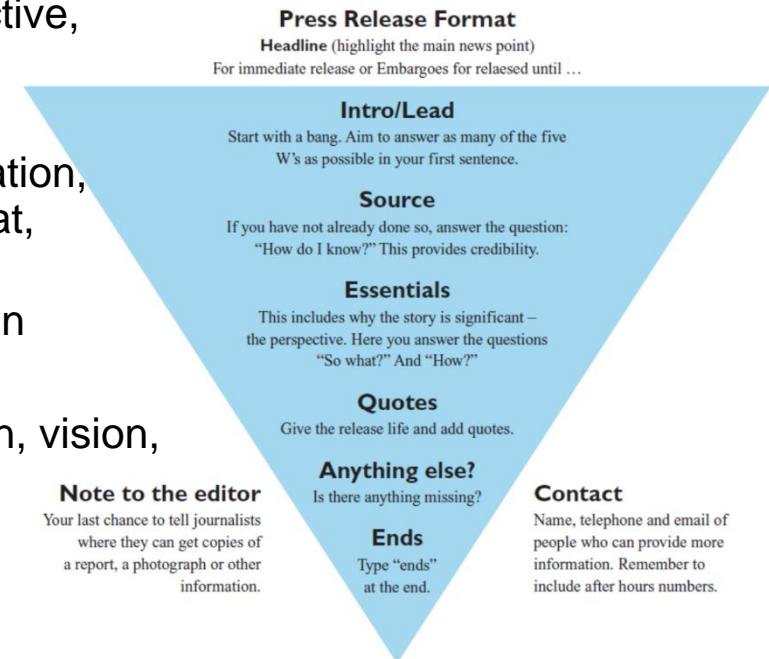 ctive,
ation,
at,
n
n, vision,
Press Release Format
Headline (highlight the main news point)
For immediate release or Embargoes for relaesed until …
Intro/Lead
Start with a bang. Aim to answer as many of the five
W's as possible in your first sentence.
Source
If you have not already done so, answer the question:
“How do I know?” This provides credibility.
Essentials
This includes why the story is significant –
the perspective. Here you answer the questions
“So what?” And “How?”
Quotes
Give the release life and add quotes.
Anything else?
Is there anything missing?
Ends
Type “ends”
at the end.
Note to the editor
Your last chance to tell journalists
where they can get copies of
a report, a photograph or other
information.
Contact
Name, telephone and email of
people who can provide more
information. Remember to
include after hours numbers.